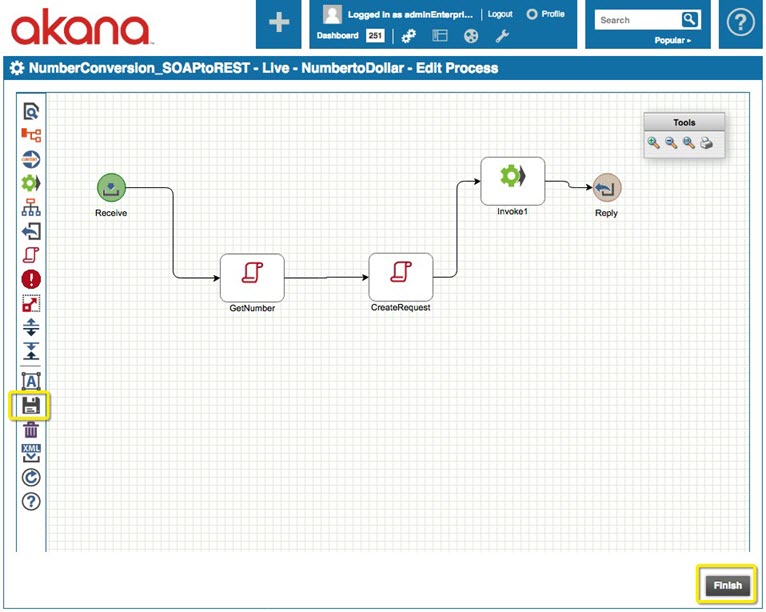 akana
Logged in as adminEnterpri... | Logout Profile
Dashboard 251
Search
Popular
NumberConversion_SOAPtoREST - Live - NumbertoDollar - Edit Process
Tools
Receive
Invoke1
Reply
GetNumber
CreateRequest
A
XML
?
Finish